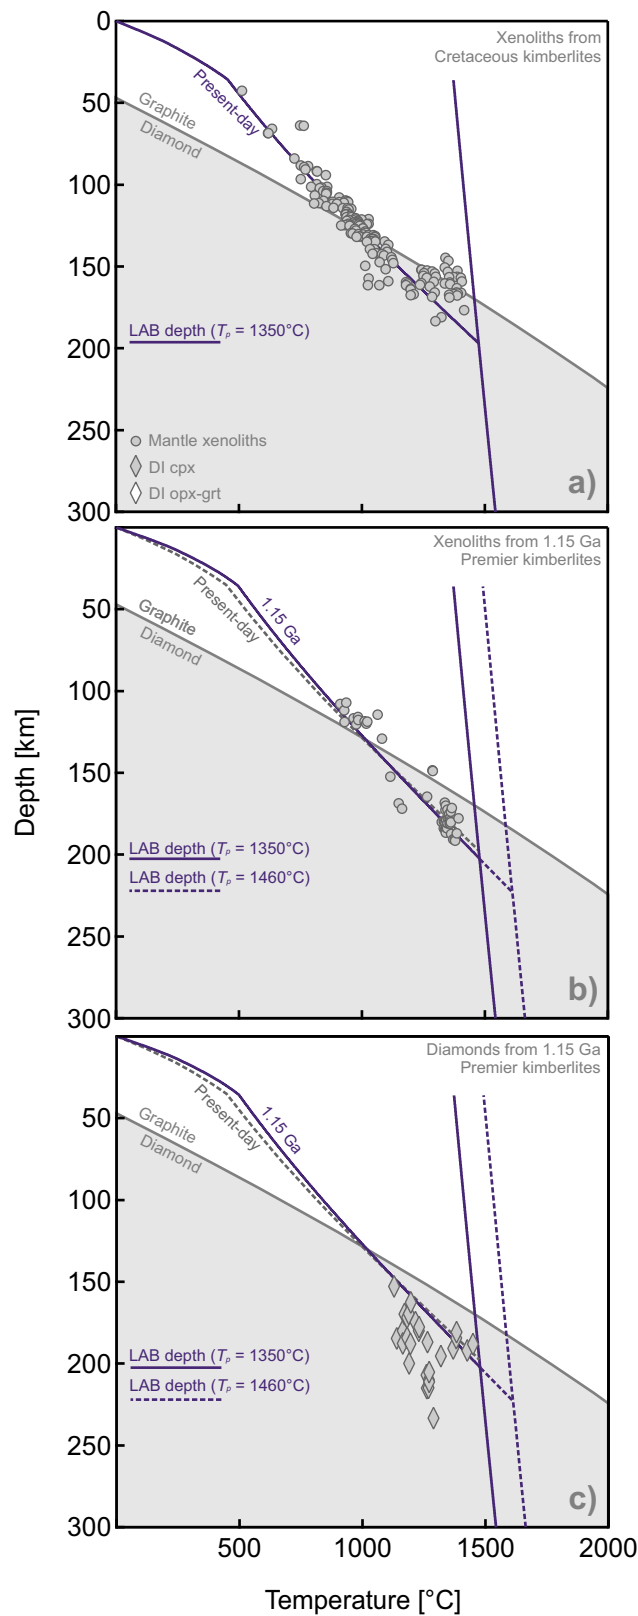 0
50
100
150
200
250
300
Xenoliths from
Cretaceous kimberlites
Present-day
Graphite
Diamond
LAB depth (Tₚ = 1350°C)
Mantle xenoliths
DI cpx
DI opx-grt
a)
50
100
150
200
250
300
Xenoliths from 1.15 Ga
Premier kimberlites
1.15 Ga
Present-day
Graphite
Diamond
LAB depth (Tₚ = 1350°C)
LAB depth (Tₚ = 1460°C)
b)
Depth [km]
50
100
150
200
250
300
Diamonds from 1.15 Ga
Premier kimberlites
1.15 Ga
Present-day
Graphite
Diamond
LAB depth (Tₚ = 1350°C)
LAB depth (Tₚ = 1460°C)
c)
500
1000
1500
2000
Temperature [°C]